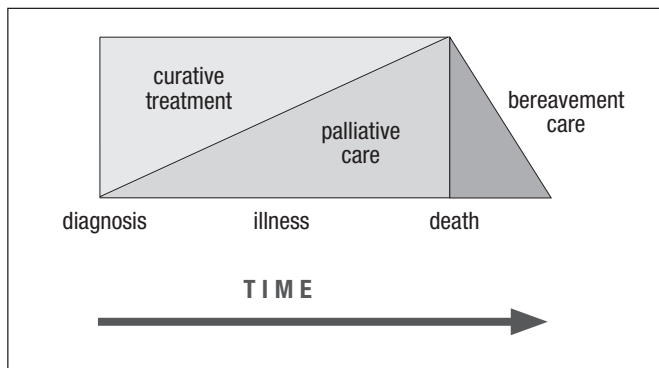 curative
treatment
palliative
care
bereavement
care
diagnosis illness death
TIME